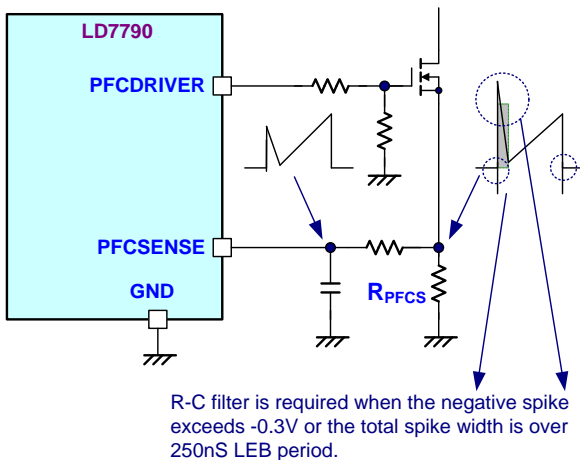 LD7790
PFCDRIVER
PFCSENSE
GND
RPFCS
R-C filter is required when the negative spike
exceeds -0.3V or the total spike width is over
250nS LEB period.